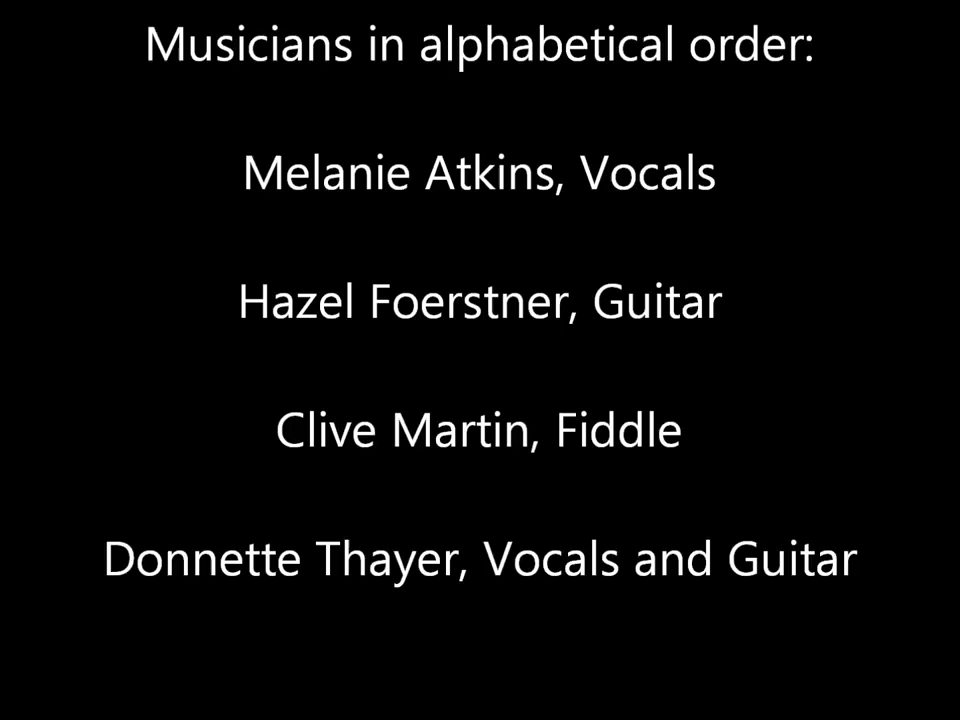 Musicians in alphabetical order:
Melanie Atkins, Vocals
Hazel Foerstner, Guitar
Clive Martin, Fiddle
Donnette Thayer, Vocals and Guitar